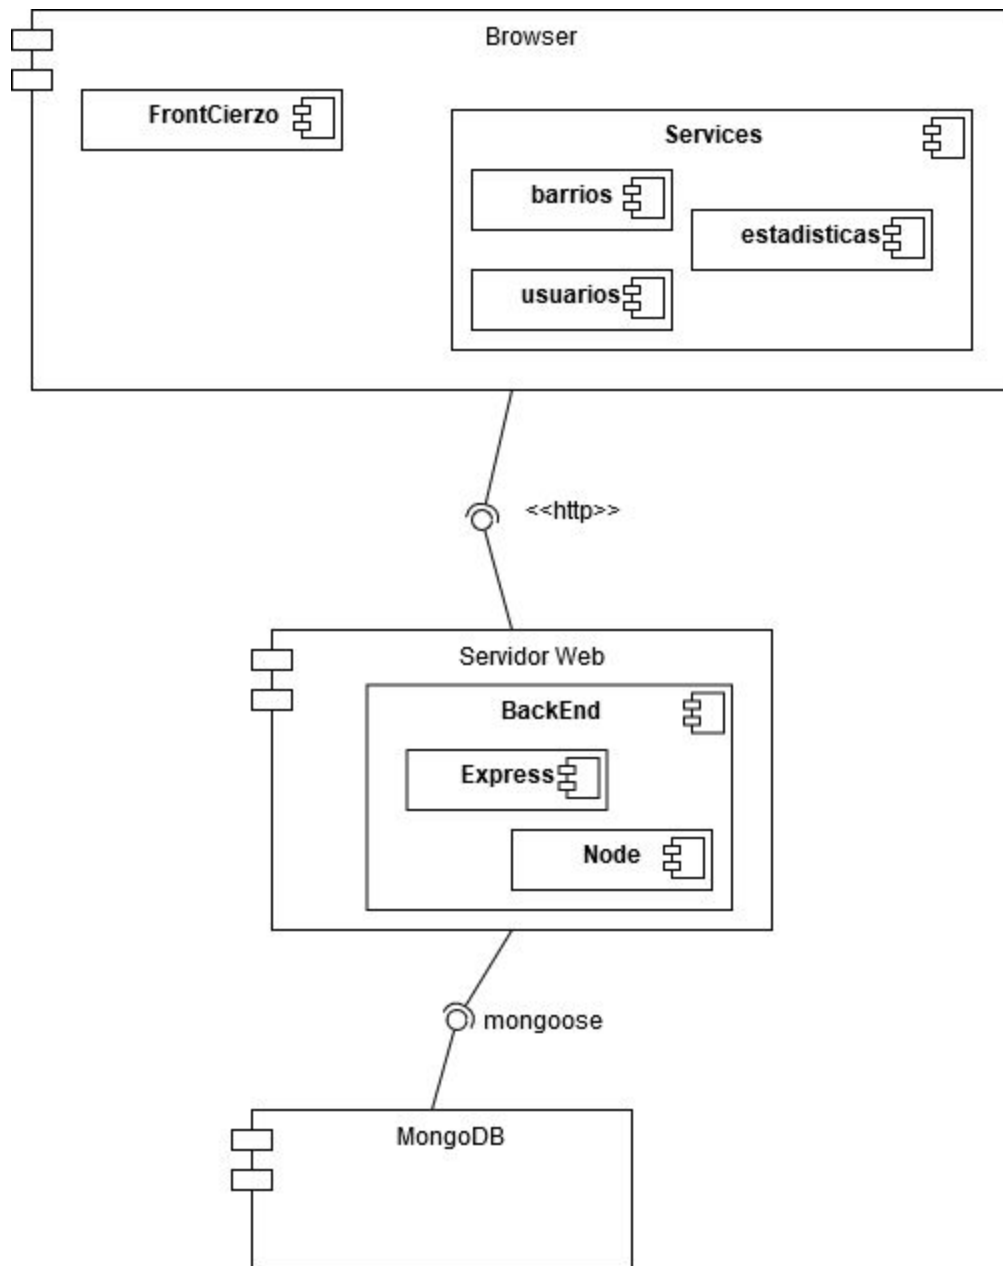 Browser
FrontCierzo
Services
barrios
estadisticas
usuarios
<<http>>
Servidor Web
BackEnd
Express
Node
mongoose
MongoDB